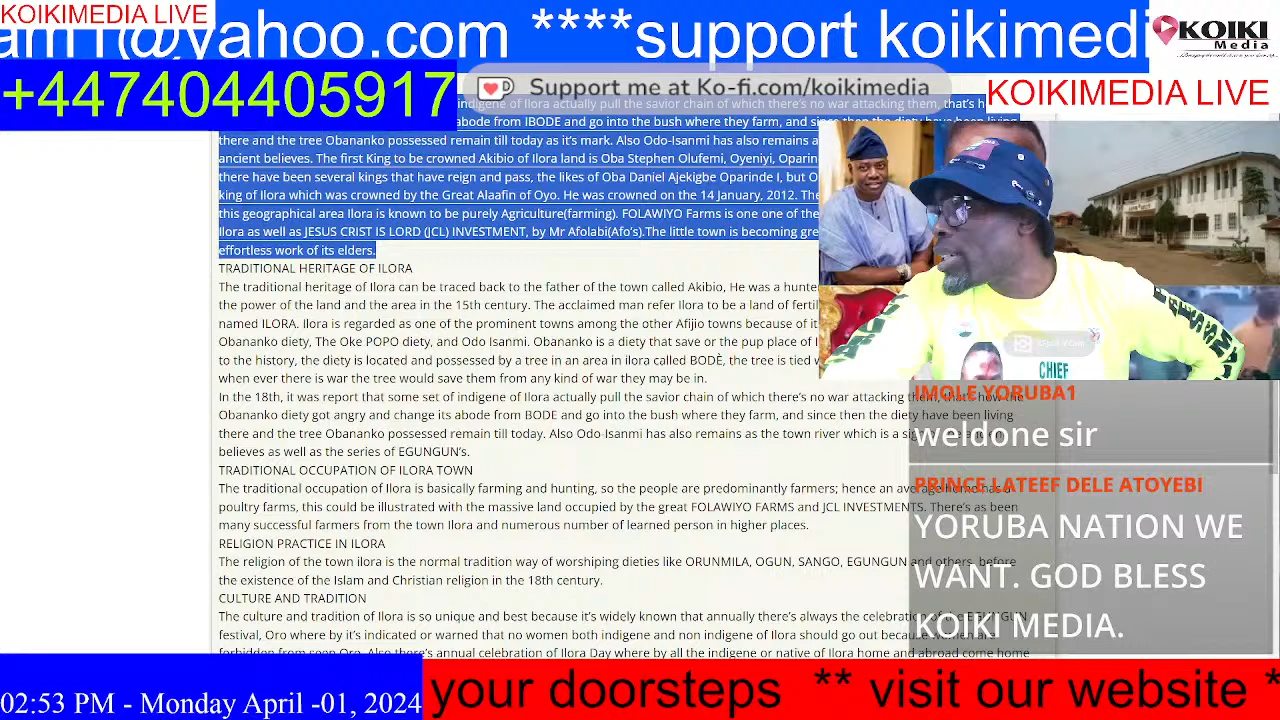 KOIKIMEDIA LIVE
am1@yahoo.com ****support koikimedi
KOIKI
Media
+447404405917
Support me at Ko-fi.com/koikimedia
KOIKIMEDIA LIVE
indigene of Ilora actually pull the savior chain of which there's no war attacking them, that's h
abode from IBODE and go into the bush where they farm, and since then the diety have been living
there and the tree Obananko possessed remain till today as it's mark. Also Odo-Isanmi has also remains a
ancient believes. The first King to be crowned Akibio of Ilora land is Oba Stephen Olufemi, Oyeniyi, Oparin
there have been several kings that have reign and pass, the likes of Oba Daniel Ajekigbe Oparinde I, but O
king of Ilora which was crowned by the Great Alaafin of Oyo. He was crowned on the 14 January, 2012. The
this geographical area Ilora is known to be purely Agriculture(farming). FOLAWIYO Farms is one one of the
Ilora as well as JESUS CRIST IS LORD (JCL) INVESTMENT, by Mr Afolabi(Afo's).The little town is becoming gre
effortless work of its elders.
TRADITIONAL HERITAGE OF ILORA
The traditional heritage of Ilora can be traced back to the father of the town called Akibio, He was a hunte
the power of the land and the area in the 15th century. The acclaimed man refer Ilora to be a land of fertil
named ILORA. Ilora is regarded as one of the prominent towns among the other Afijio towns because of it
Obananko diety, The Oke POPO diety, and Odo Isanmi. Obananko is a diety that save or the pup place of I
to the history, the diety is located and possessed by a tree in an area in ilora called BODÈ, the tree is tied w
when ever there is war the tree would save them from any kind of war they may be in.
In the 18th, it was report that some set of indigene of Ilora actually pull the savior chain of which there's no war attacking them, that's how the
Obananko diety got angry and change its abode from BODE and go into the bush where they farm, and since then the diety have been living
there and the tree Obananko possessed remain till today. Also Odo-Isanmi has also remains as the town river which is a
believes as well as the series of EGUNGUN's.
TRADITIONAL OCCUPATION OF ILORA TOWN
The traditional occupation of Ilora is basically farming and hunting, so the people are predominantly farmers; hence an average home has a
poultry farms, this could be illustrated with the massive land occupied by the great FOLAWIYO FARMS and JCL INVESTMENTS. There's as been
many successful farmers from the town Ilora and numerous number of learned person in higher places.
RELIGION PRACTICE IN ILORA
The religion of the town ilora is the normal tradition way of worshiping dieties like ORUNMILA, OGUN, SANGO, EGUNGUN and others, before
the existence of the Islam and Christian religion in the 18th century.
CULTURE AND TRADITION
The culture and tradition of Ilora is so unique and best because it's widely known that annually there's always the celebration of the EGUNGUN
festival, Oro where by it's indicated or warned that no women both indigene and non indigene of Ilora should go out because women are
forbidden from seen Oro. Also there's annual celebration of Ilora Day where by all the indigene or native of Ilora home and abroad come home
CHIEF
IMOLE YORUBA1
weldone sir
PRINCE LATEEF DELE ATOYEBI
YORUBA NATION WE
WANT. GOD BLESS
KOIKI MEDIA.
02:53 PM - Monday April -01, 2024
your doorsteps ** visit our website *